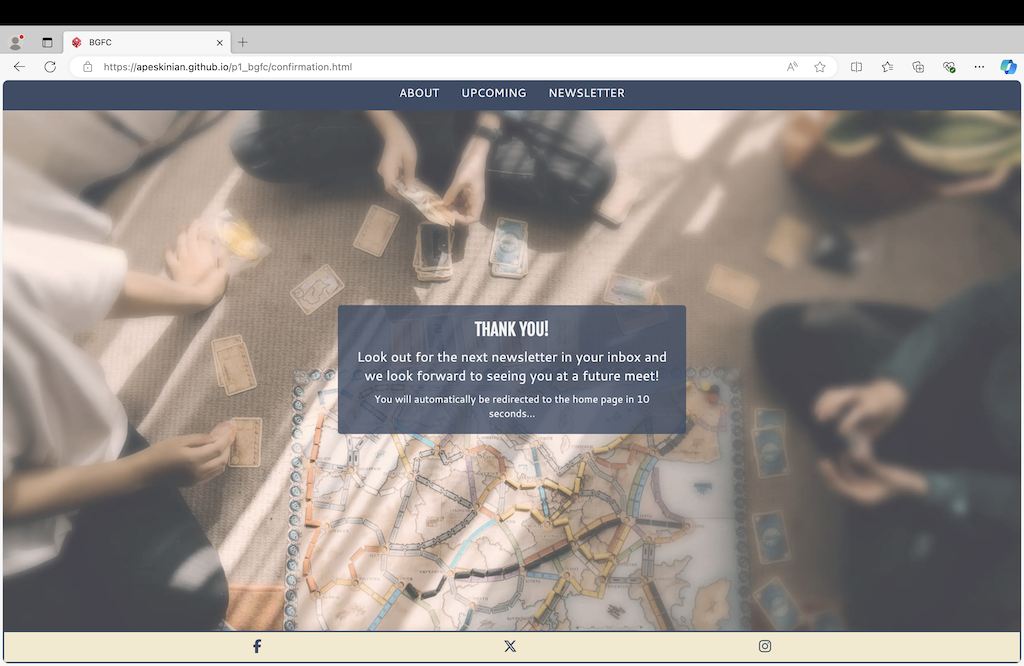 BGFC
https://apeskinian.github.io/p1_bgfc/confirmation.html
ABOUT UPCOMING NEWSLETTER
THANK YOU!
Look out for the next newsletter in your inbox and
we look forward to seeing you at a future meet!
You will automatically be redirected to the home page in 10
seconds...